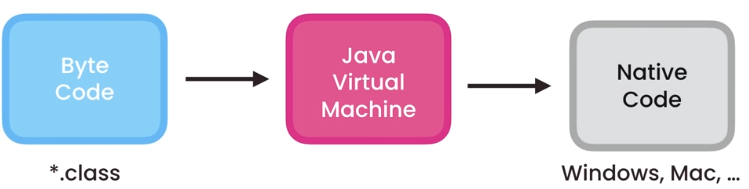 Byte
Code
Java
Virtual
Machine
Native
Code
*.class
Windows, Mac, ...